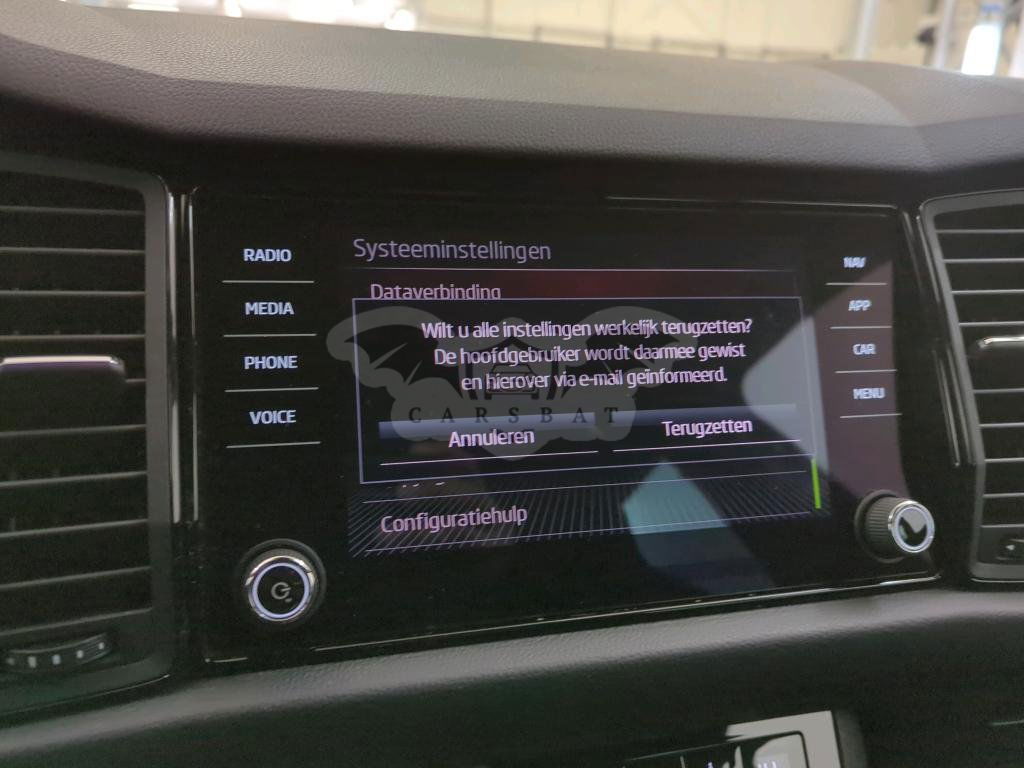 RADIO
MEDIA
PHONE
VOICE
Systeeminstellingen
Dataverbinding
Wilt u alle instellingen werkelijk terugzetten?
De hoofdgebruiker wordt daarmee gewist
en hierover via e-mail geïnformeerd.
CARSBAT
Annuleren
Terugzetten
Configuratiehulp
NAV
APP
CAR
MENU